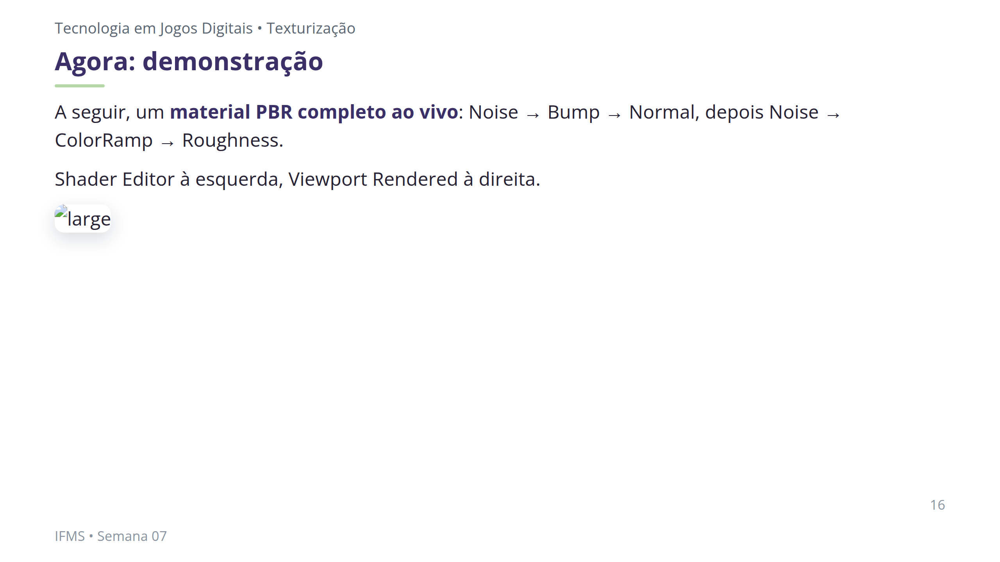 Tecnologia em Jogos Digitais • Texturização
Agora: demonstração
A seguir, um material PBR completo ao vivo: Noise → Bump → Normal, depois Noise →
ColorRamp → Roughness.
Shader Editor à esquerda, Viewport Rendered à direita.
large
16
IFMS • Semana 07